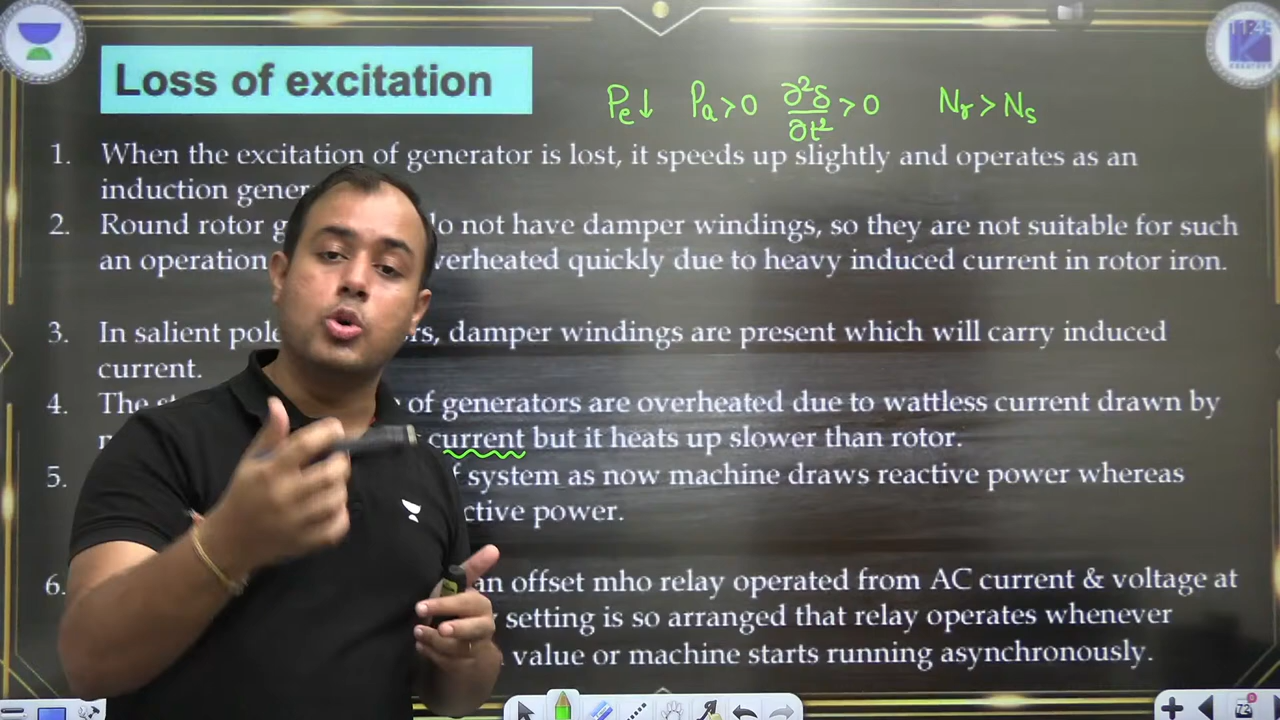 Loss of excitation
Pe↓ Pa>0 ∂²δ/∂t² >0 Nr>Ns
1. When the excitation of generator is lost, it speeds up slightly and operates as an
induction gener
2. Round rotor g do not have damper windings, so they are not suitable for such
an operation verheated quickly due to heavy induced current in rotor iron.
3. In salient pole rs, damper windings are present which will carry induced
current.
4. The st of generators are overheated due to wattless current drawn by
current but it heats up slower than rotor.
5. f system as now machine draws reactive power whereas
ctive power.
6. an offset mho relay operated from AC current & voltage at
setting is so arranged that relay operates whenever
value or machine starts running asynchronously.